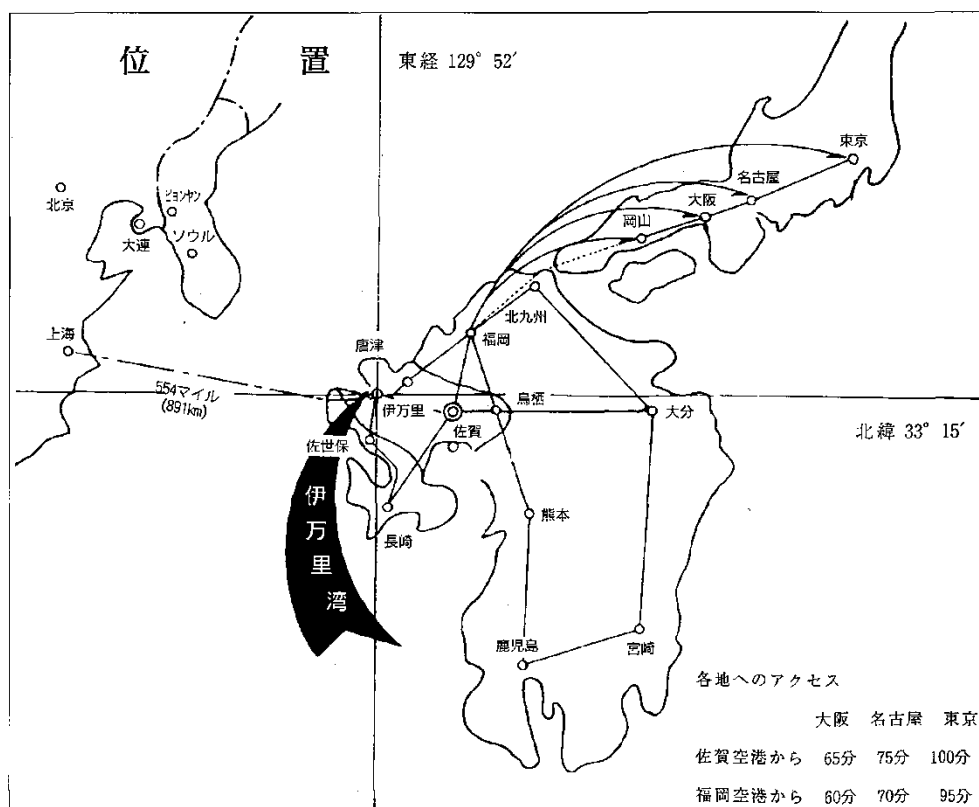 位置
東経 129° 52′
東京
名古屋
大阪
岡山
北京
ピョンヤン
大連
ソウル
北九州
上海
福岡
唐津
554マイル
(891km)
伊万里
鳥栖
佐賀
大分
北緯 33° 15′
佐世保
伊万里湾
長崎
熊本
鹿児島
宮崎
各地へのアクセス
大阪 名古屋 東京
佐賀空港から 65分 75分 100分
福岡空港から 60分 70分 95分